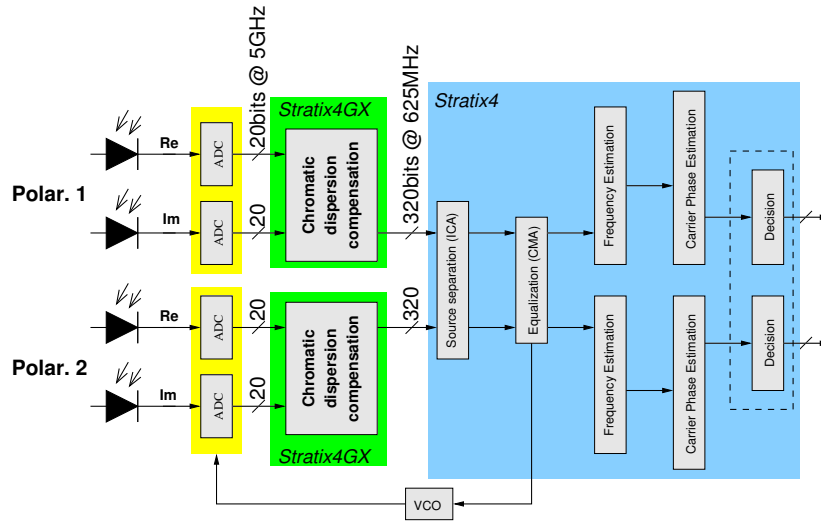 20bits @ 5GHz
320bits @ 625MHz
Stratix4GX
Stratix4
Polar. 1
Re
ADC
20
Im
ADC
Chromatic
dispersion
compensation
Source separation (ICA)
Equalization (CMA)
Frequency Estimation
Carrier Phase Estimation
Decision
Polar. 2
Re
ADC
20
Im
ADC
20
Chromatic
dispersion
compensation
320
Stratix4GX
Frequency Estimation
Carrier Phase Estimation
Decision
VCO